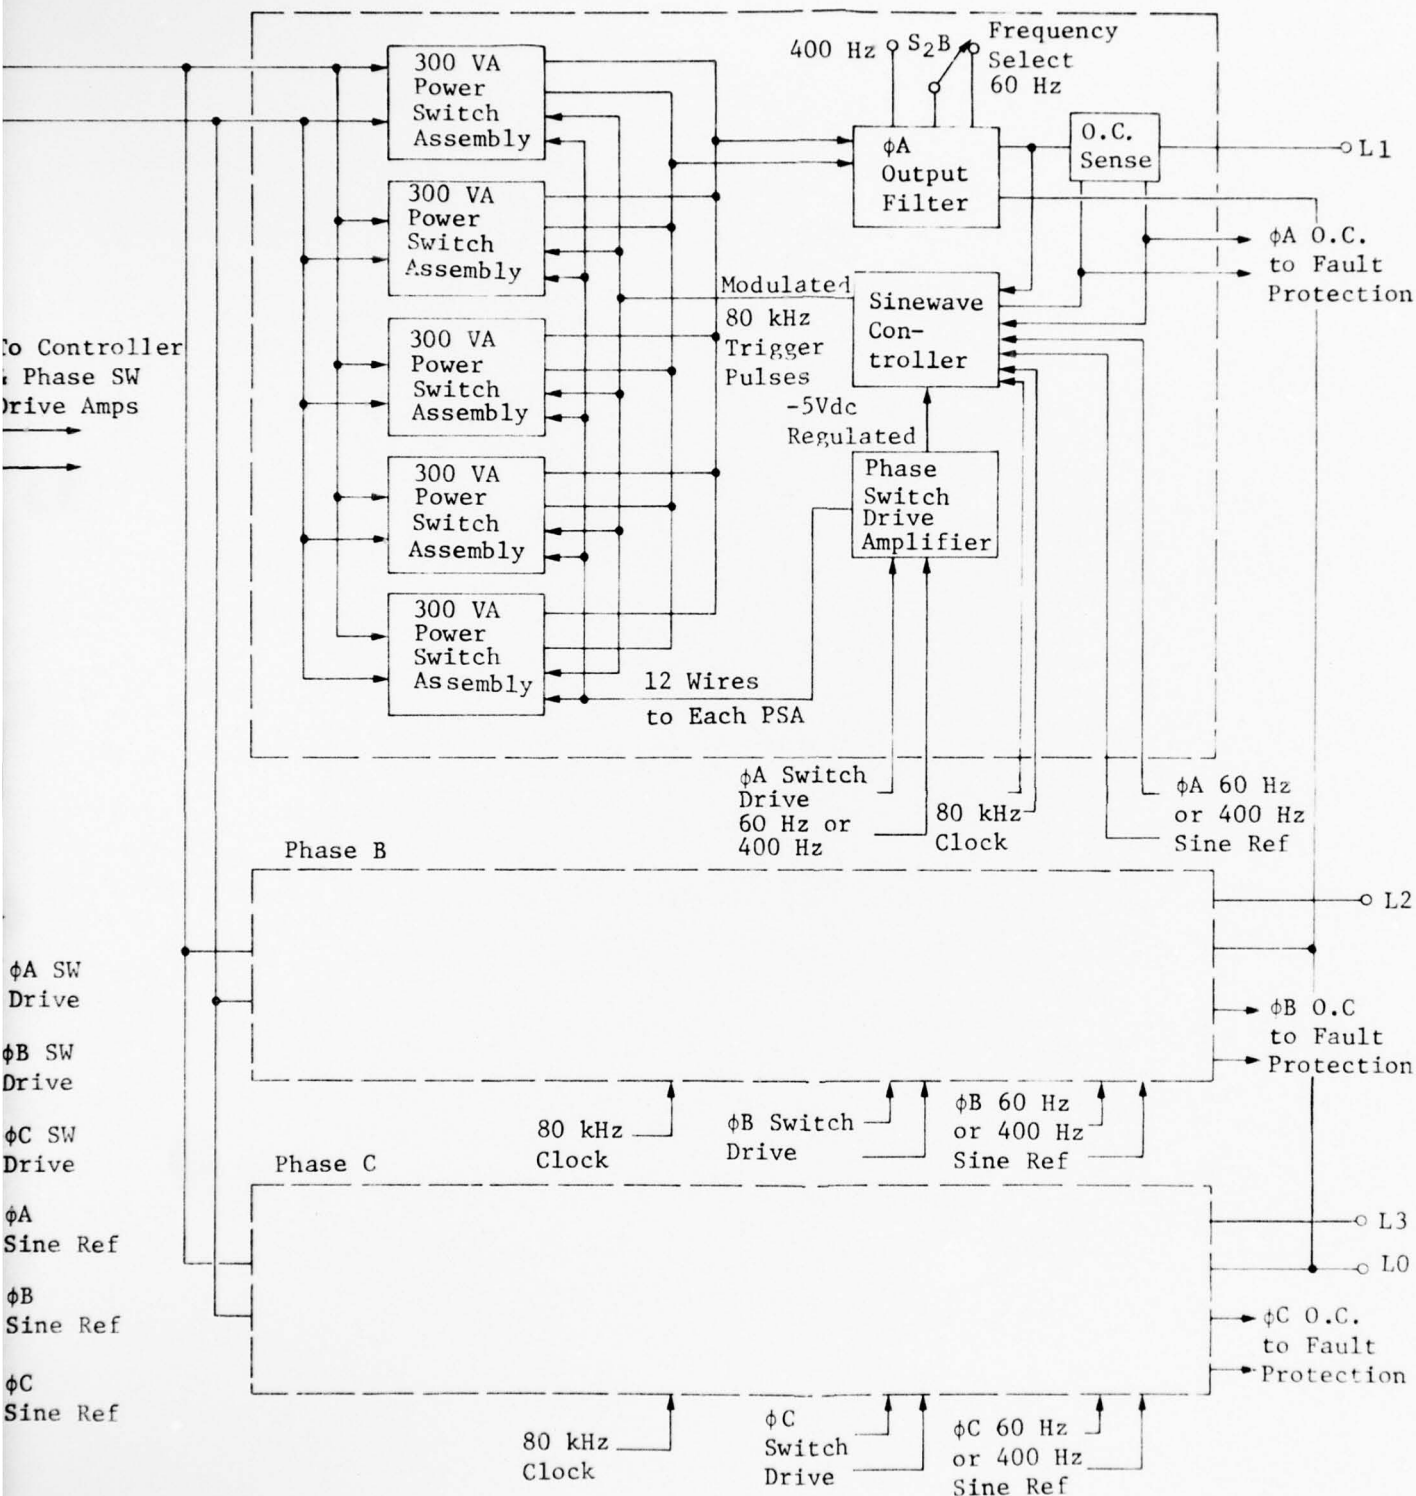 300 VA
Power
Switch
Assembly
300 VA
Power
Switch
Assembly
300 VA
Power
Switch
Assembly
300 VA
Power
Switch
Assembly
300 VA
Power
Switch
Assembly
400 Hz
S2B
Frequency
Select
60 Hz
ϕA
Output
Filter
O.C.
Sense
L1
ϕA O.C.
to Fault
Protection
Modulated
80 kHz
Trigger
Pulses
Sinewave
Con-
troller
-5Vdc
Regulated
Phase
Switch
Drive
Amplifier
12 Wires
to Each PSA
To Controller
& Phase SW
Drive Amps
ϕA Switch
Drive
60 Hz or
400 Hz
80 kHz
Clock
ϕA 60 Hz
or 400 Hz
Sine Ref
Phase B
L2
ϕB O.C
to Fault
Protection
80 kHz
Clock
ϕB Switch
Drive
ϕB 60 Hz
or 400 Hz
Sine Ref
ϕA SW
Drive
ϕB SW
Drive
ϕC SW
Drive
ϕA
Sine Ref
ϕB
Sine Ref
ϕC
Sine Ref
Phase C
L3
L0
ϕC O.C.
to Fault
Protection
80 kHz
Clock
ϕC
Switch
Drive
ϕC 60 Hz
or 400 Hz
Sine Ref